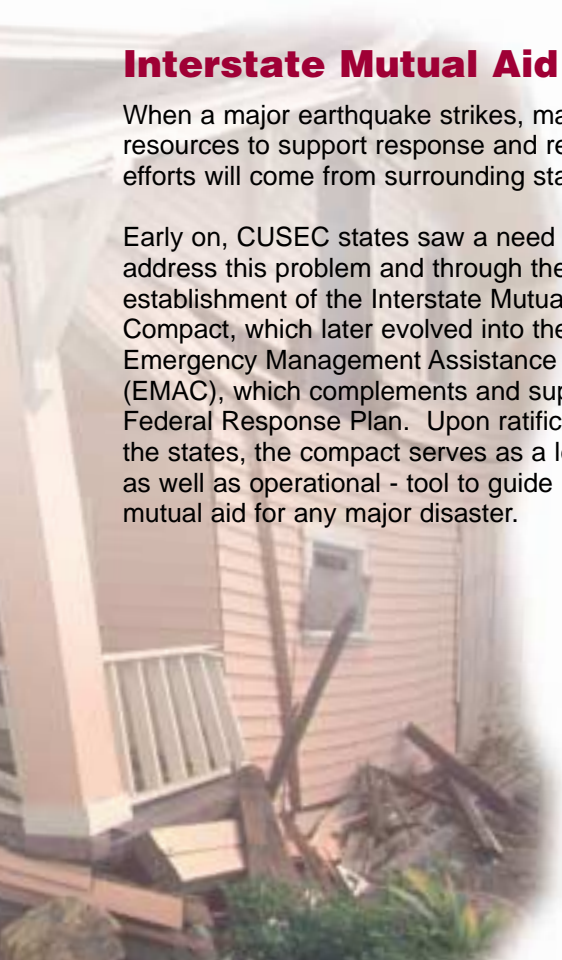 Interstate Mutual Aid
When a major earthquake strikes, ma
resources to support response and re
efforts will come from surrounding sta
Early on, CUSEC states saw a need
address this problem and through the
establishment of the Interstate Mutua
Compact, which later evolved into the
Emergency Management Assistance
(EMAC), which complements and sup
Federal Response Plan. Upon ratific
the states, the compact serves as a le
as well as operational - tool to guide
mutual aid for any major disaster.